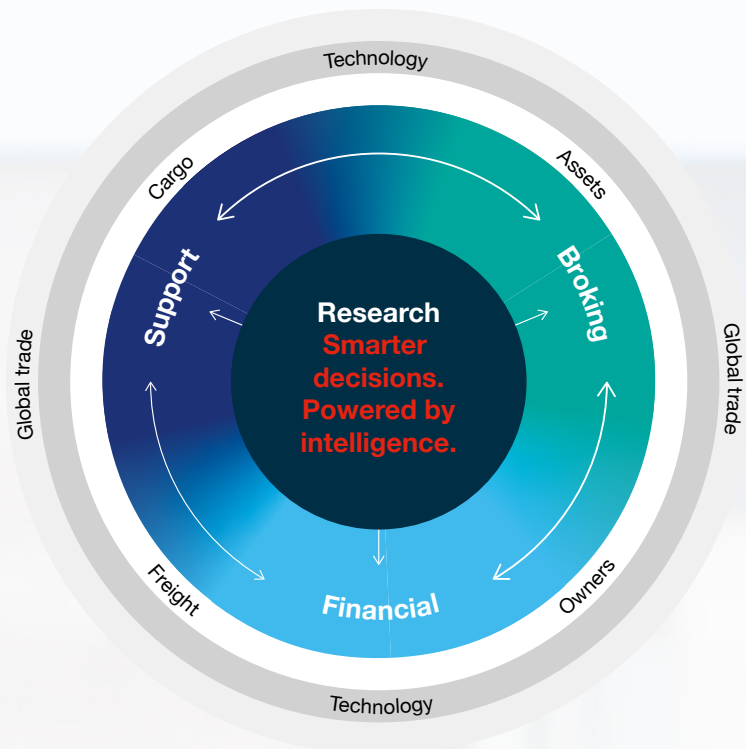 Technology
Cargo
Assets
Support
Broking
Research
Smarter
decisions.
Powered by
intelligence.
Global trade
Global trade
Freight
Financial
Owners
Technology